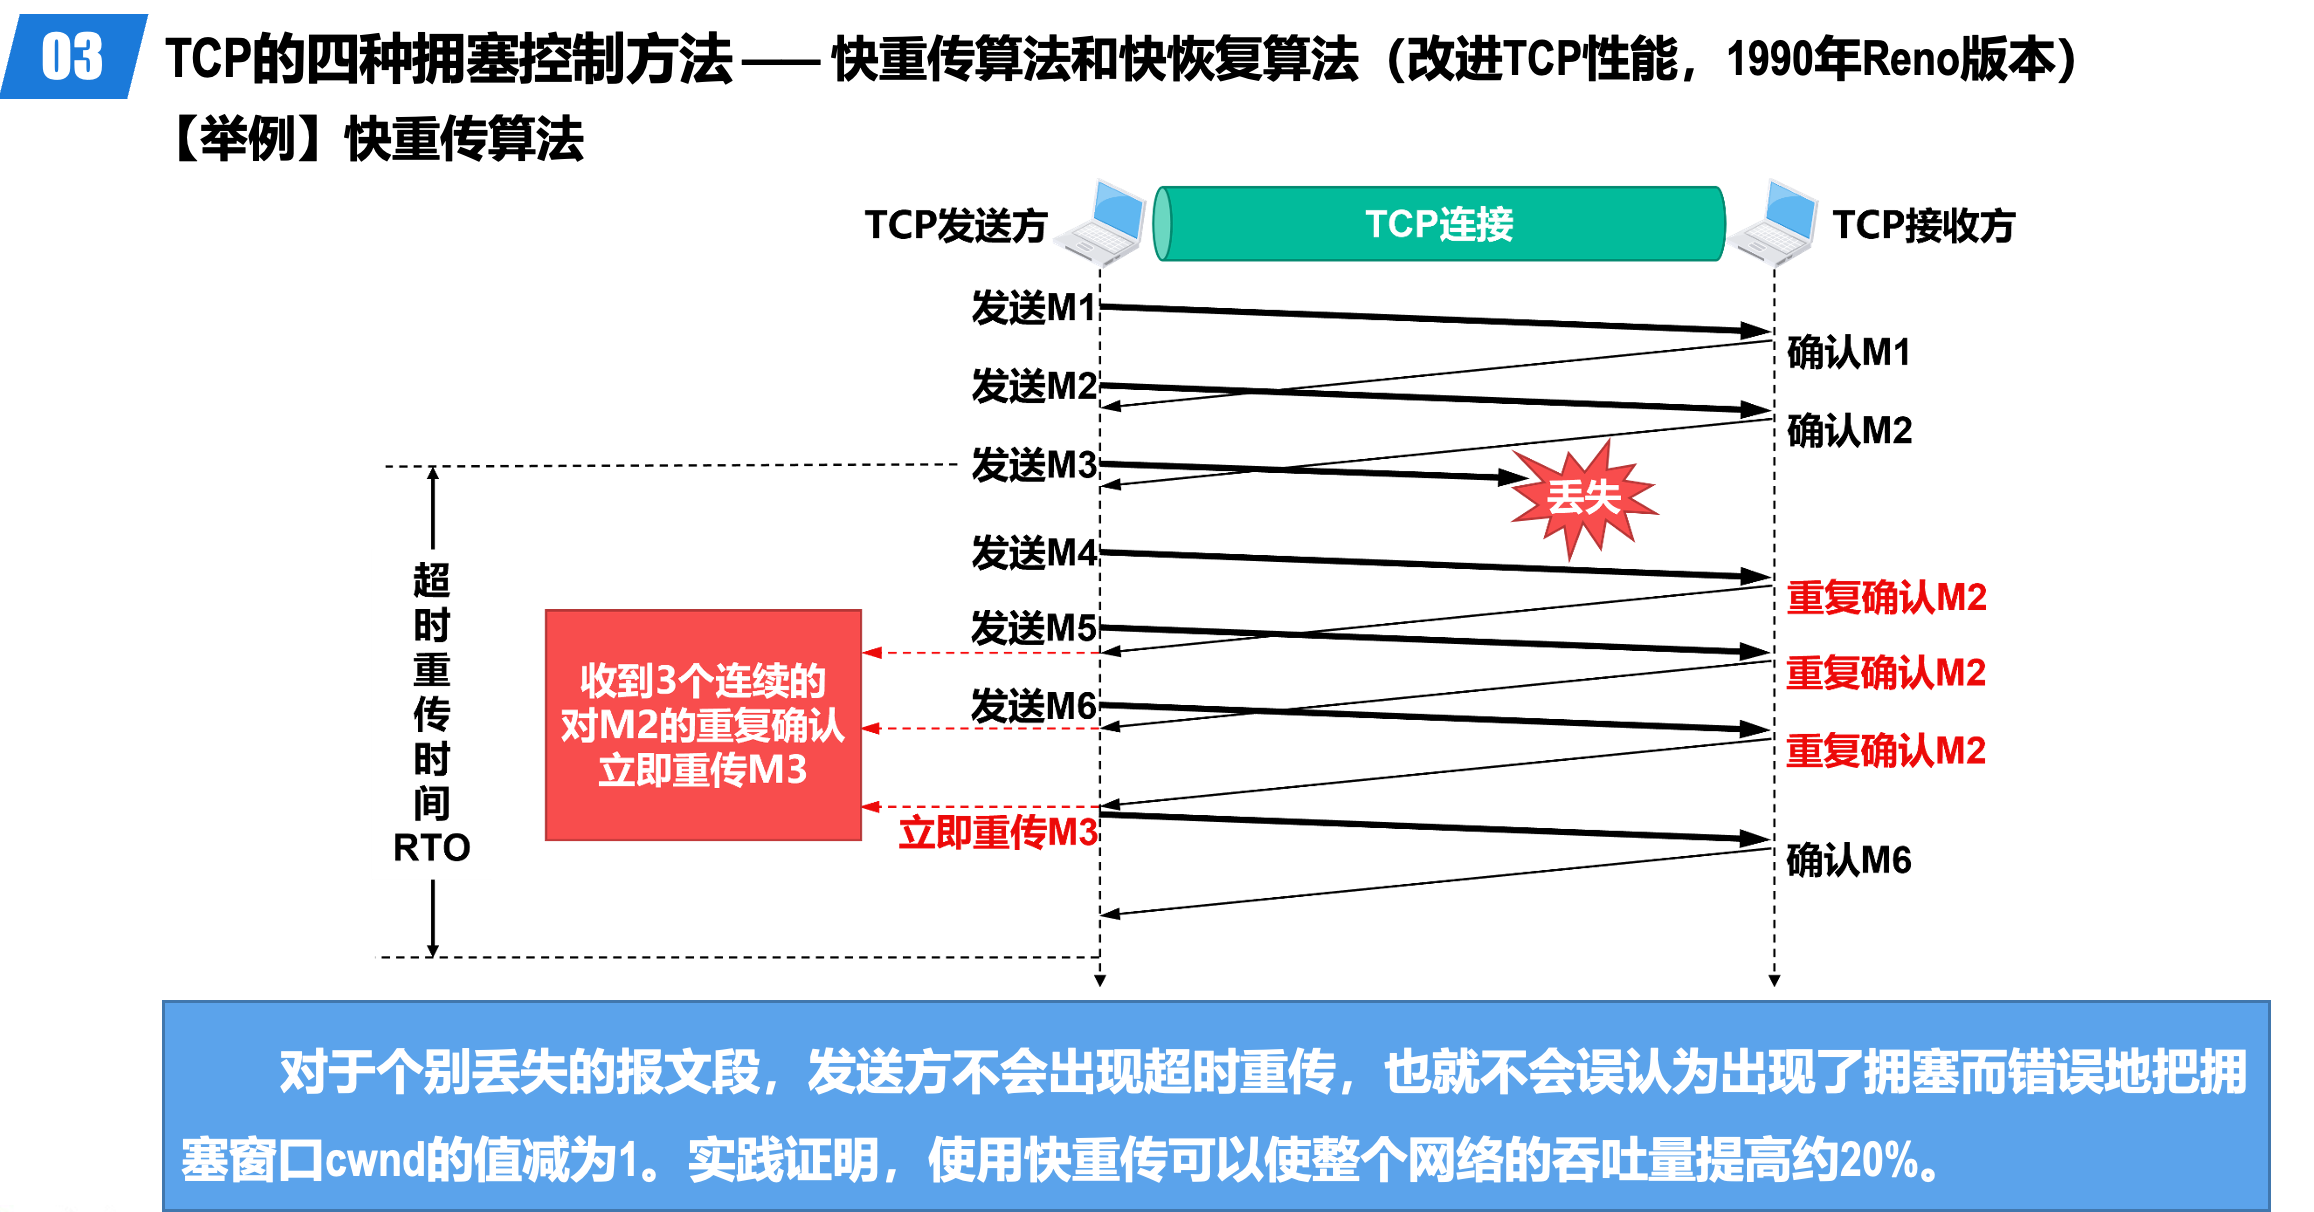 03
TCP的四种拥塞控制方法 —— 快重传算法和快恢复算法（改进TCP性能，1990年Reno版本）
【举例】快重传算法
TCP发送方
TCP连接
TCP接收方
发送M1
确认M1
发送M2
确认M2
发送M3
丢失
发送M4
重复确认M2
发送M5
重复确认M2
发送M6
重复确认M2
立即重传M3
确认M6
超
时
重
传
时
间
RTO
收到3个连续的
对M2的重复确认
立即重传M3
对于个别丢失的报文段，发送方不会出现超时重传，也就不会误认为出现了拥塞而错误地把拥
塞窗口cwnd的值减为1。实践证明，使用快重传可以使整个网络的吞吐量提高约20%。